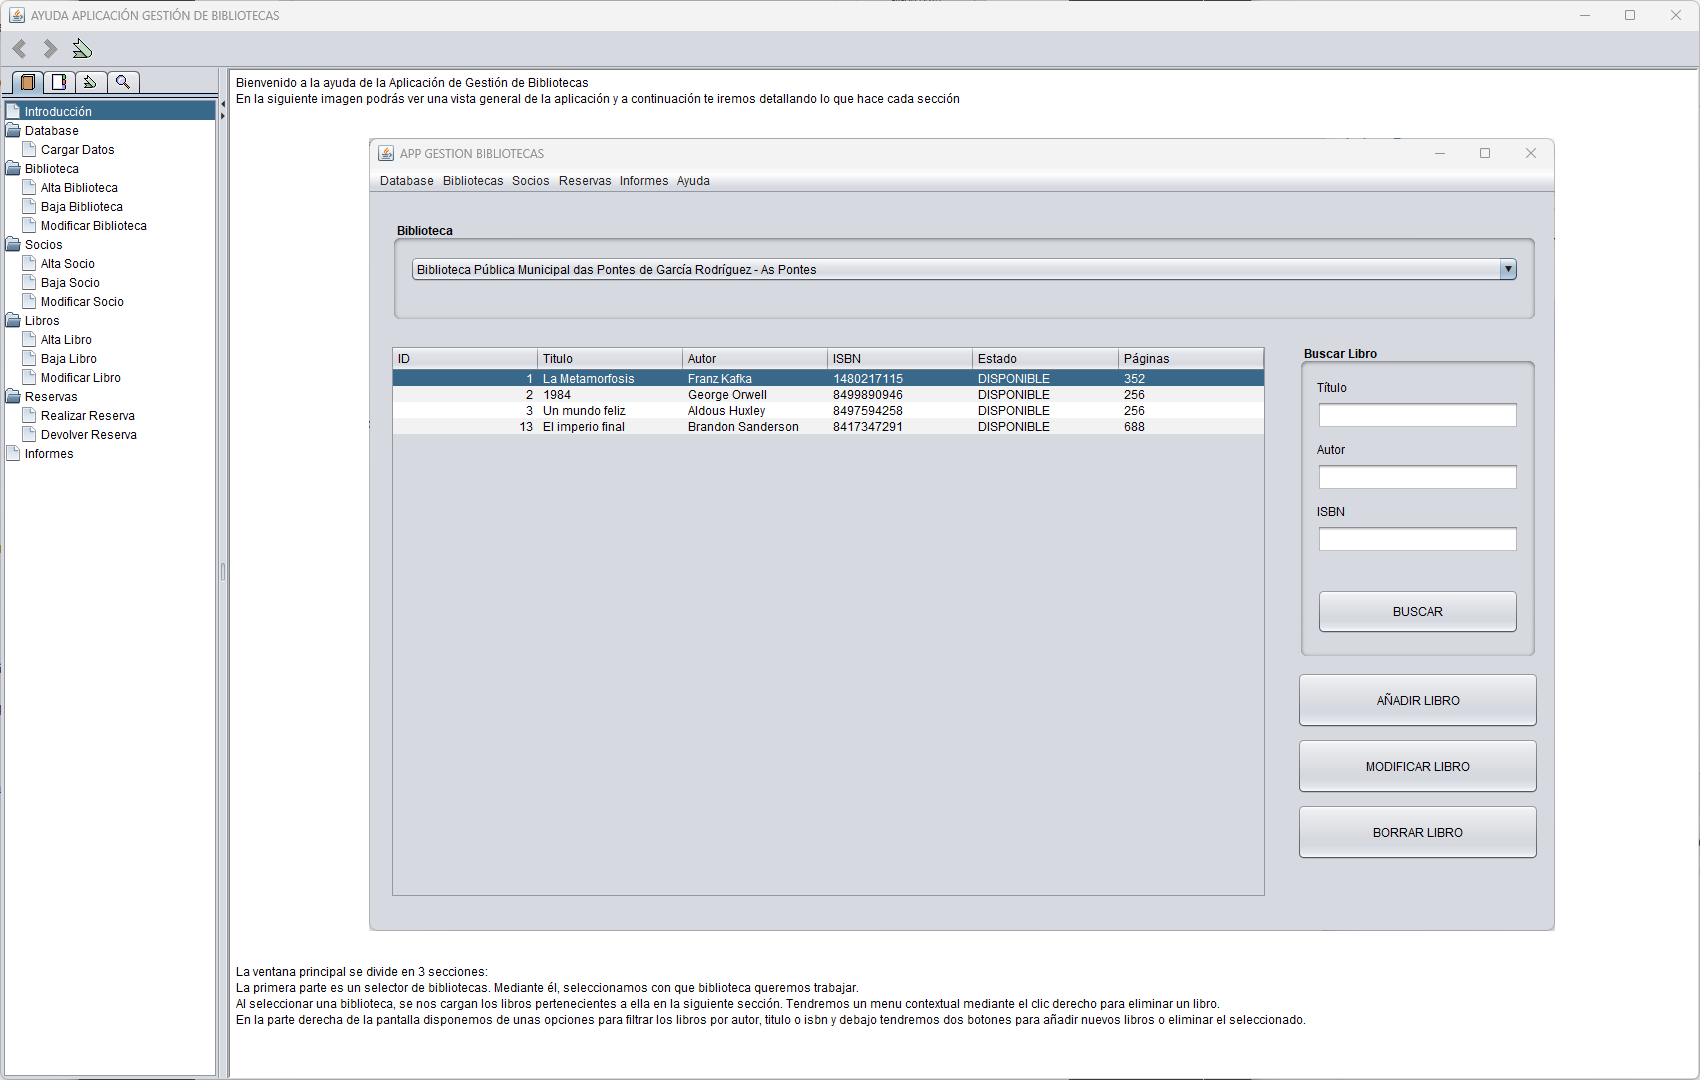 AYUDA APLICACIÓN GESTIÓN DE BIBLIOTECAS
Introducción
Database
Cargar Datos
Biblioteca
Alta Biblioteca
Baja Biblioteca
Modificar Biblioteca
Socios
Alta Socio
Baja Socio
Modificar Socio
Libros
Alta Libro
Baja Libro
Modificar Libro
Reservas
Realizar Reserva
Devolver Reserva
Informes
Bienvenido a la ayuda de la Aplicación de Gestión de Bibliotecas
En la siguiente imagen podrás ver una vista general de la aplicación y a continuación te iremos detallando lo que hace cada sección
APP GESTION BIBLIOTECAS
Database Bibliotecas Socios Reservas Informes Ayuda
Biblioteca
Biblioteca Pública Municipal das Pontes de García Rodríguez - As Pontes
ID Titulo Autor ISBN Estado Páginas
1 La Metamorfosis Franz Kafka 1480217115 DISPONIBLE 352
2 1984 George Orwell 8499890946 DISPONIBLE 256
3 Un mundo feliz Aldous Huxley 8497594258 DISPONIBLE 256
13 El imperio final Brandon Sanderson 8417347291 DISPONIBLE 688
Buscar Libro
Título
Autor
ISBN
BUSCAR
AÑADIR LIBRO
MODIFICAR LIBRO
BORRAR LIBRO
La ventana principal se divide en 3 secciones:
La primera parte es un selector de bibliotecas. Mediante él, seleccionamos con que biblioteca queremos trabajar.
Al seleccionar una biblioteca, se nos cargan los libros pertenecientes a ella en la siguiente sección. Tendremos un menu contextual mediante el clic derecho para eliminar un libro.
En la parte derecha de la pantalla disponemos de unas opciones para filtrar los libros por autor, titulo o isbn y debajo tendremos dos botones para añadir nuevos libros o eliminar el seleccionado.